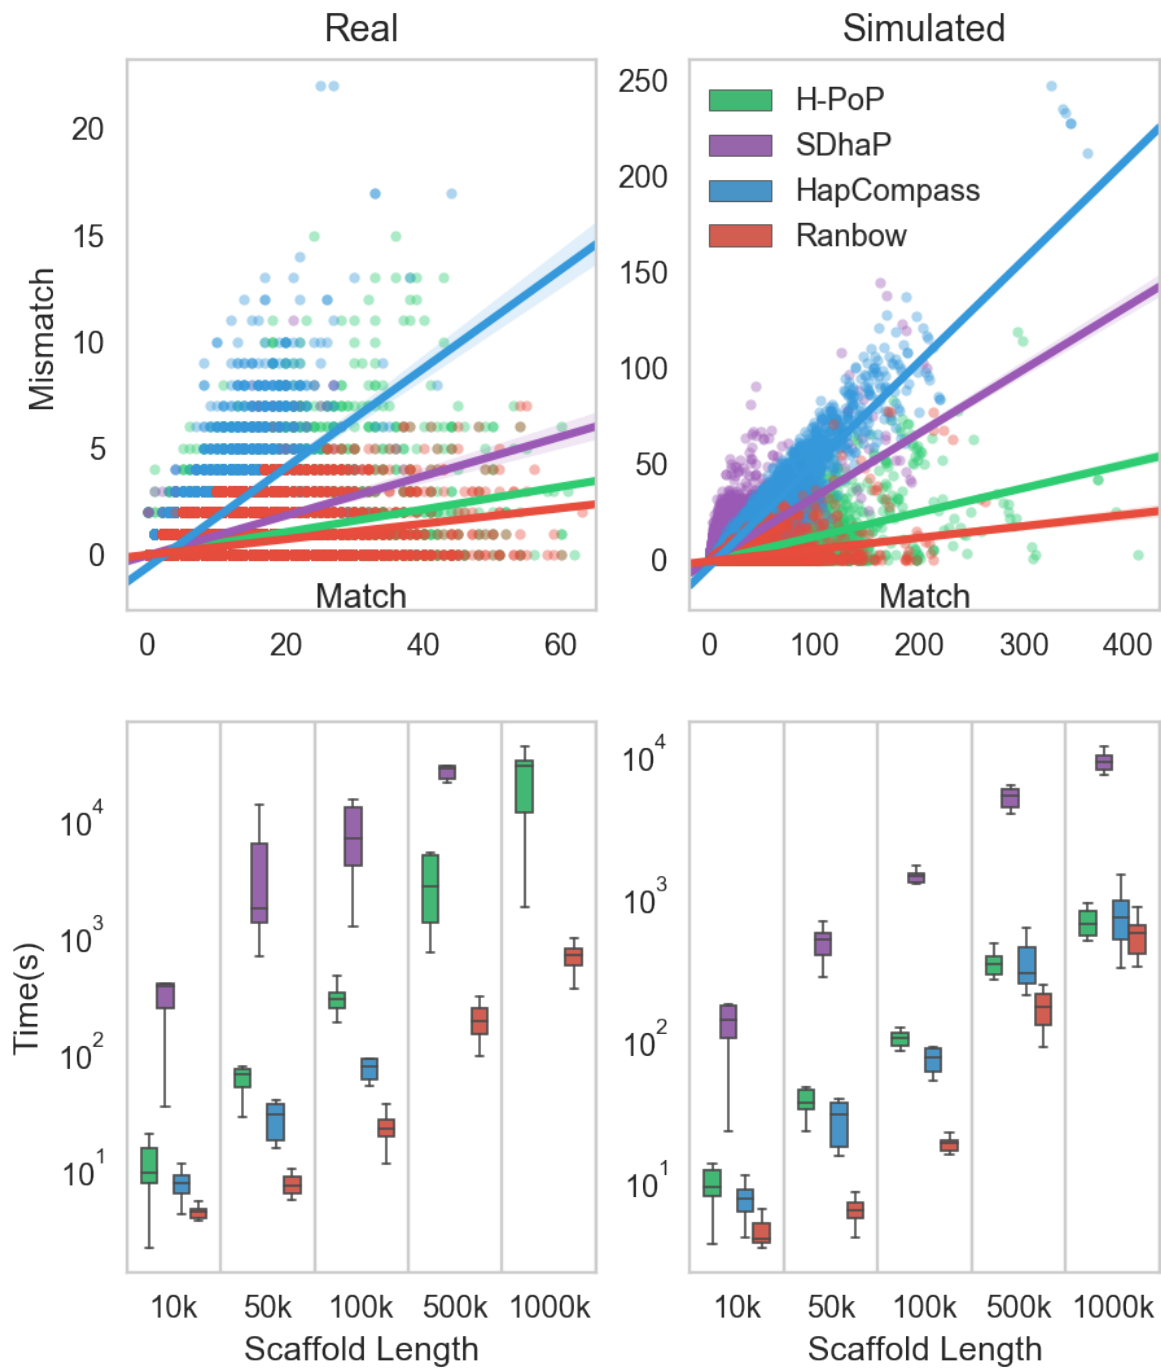 Real
Simulated
Mismatch
20
15
10
5
0
Match
0 20 40 60
250
200
150
100
50
0
H-PoP
SDhaP
HapCompass
Ranbow
Match
0 100 200 300 400
Time(s)
10^4
10^3
10^2
10^1
10k 50k 100k 500k 1000k
Scaffold Length
10^4
10^3
10^2
10^1
10k 50k 100k 500k 1000k
Scaffold Length